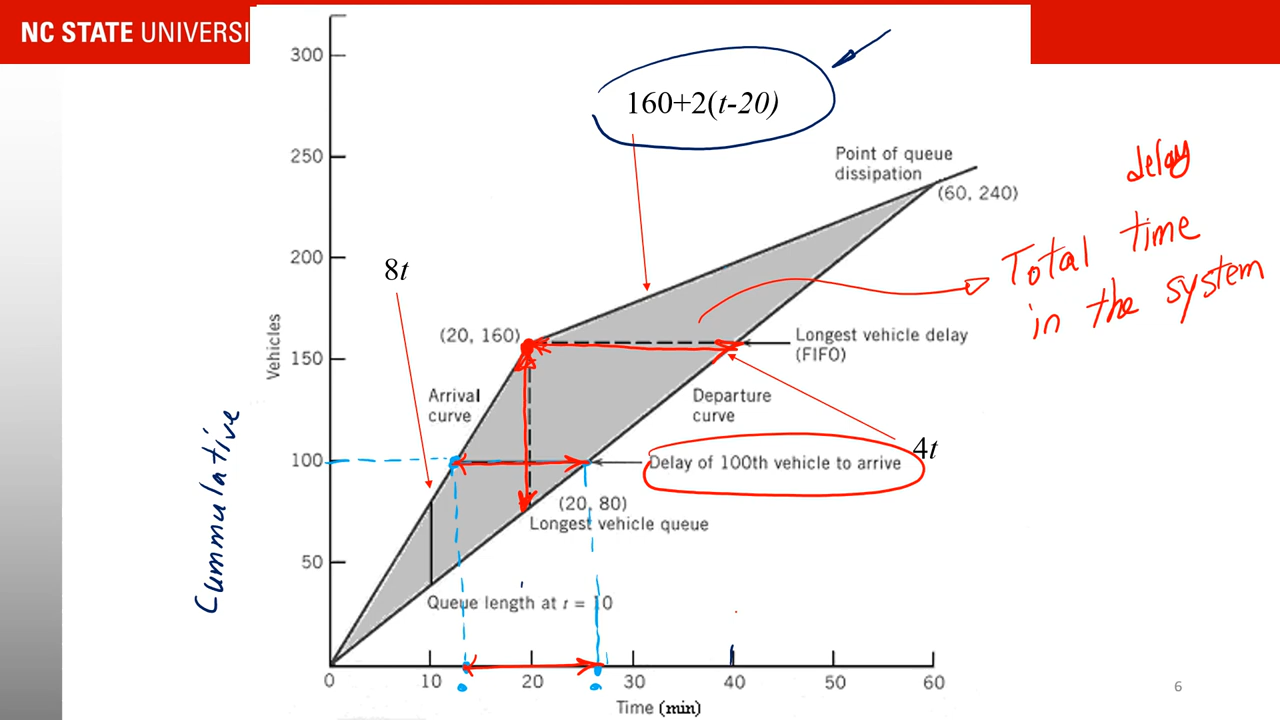 NC STATE UNIVERSI
300
160+2(t-20)
250
Point of queue
dissipation
(60, 240)
delay
Total time
in the system
200
8t
(20, 160)
Longest vehicle delay
(FIFO)
150
Vehicles
Arrival
curve
Departure
curve
Cummulative
100
Delay of 100th vehicle to arrive
4t
(20, 80)
Longest vehicle queue
50
Queue length at t = 10
0 10 20 30 40 50 60
Time (min)
6